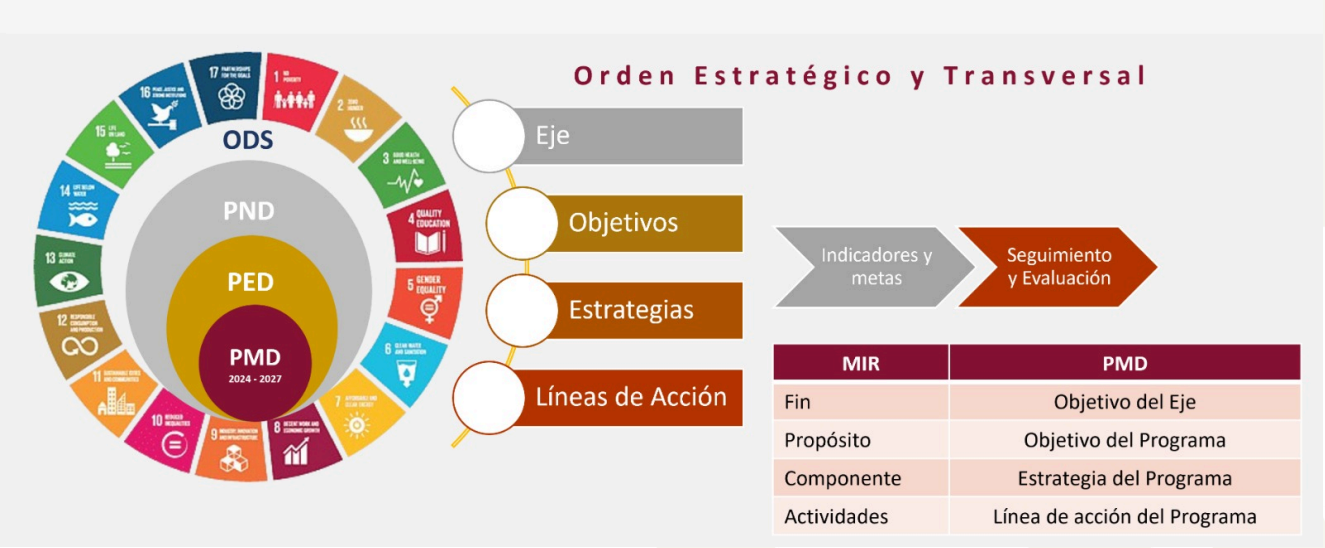 Orden Estratégico y Transversal
17 PARTNERSHIPS
FOR THE GOALS
1 NO
POVERTY
2 ZERO
HUNGER
3 GOOD HEALTH
AND WELL-BEING
4 QUALITY
EDUCATION
5 GENDER
EQUALITY
6 CLEAN WATER
AND SANITATION
7 AFFORDABLE AND
CLEAN ENERGY
8 DECENT WORK AND
ECONOMIC GROWTH
9 INDUSTRY, INNOVATION
AND INFRASTRUCTURE
10 REDUCED
INEQUALITIES
11 SUSTAINABLE CITIES
AND COMMUNITIES
12 RESPONSIBLE
CONSUMPTION
AND PRODUCTION
13 CLIMATE
ACTION
14 LIFE BELOW
WATER
15 LIFE
ON LAND
16 PEACE, JUSTICE AND
STRONG INSTITUTIONS
ODS
PND
PED
PMD
2024 - 2027
Eje
Objetivos
Estrategias
Líneas de Acción
Indicadores y
metas
Seguimiento
y Evaluación
MIR PMD
Fin Objetivo del Eje
Propósito Objetivo del Programa
Componente Estrategia del Programa
Actividades Línea de acción del Programa